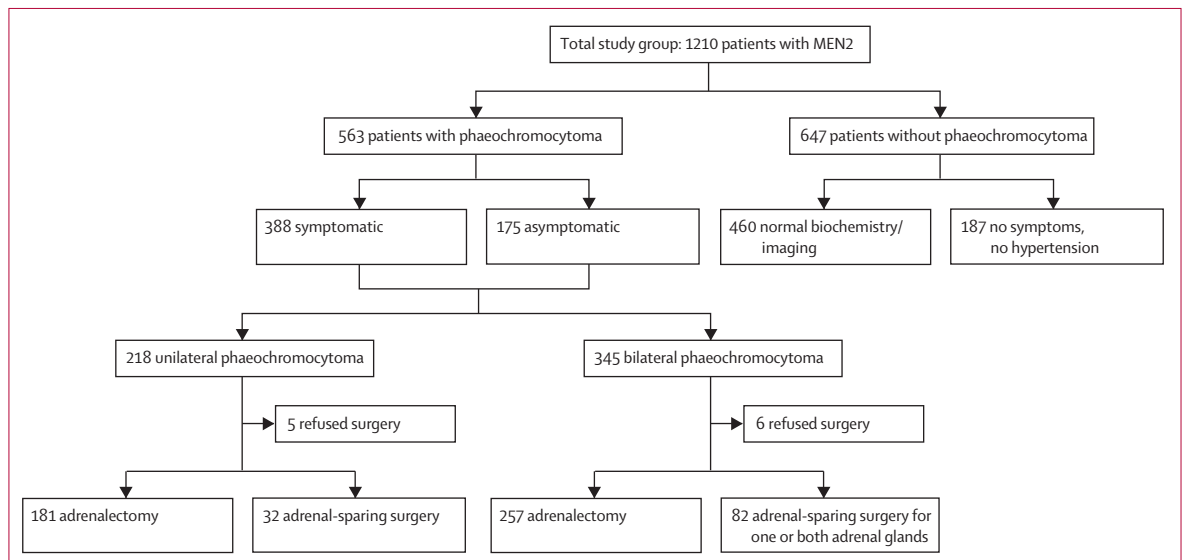 Total study group: 1210 patients with MEN2
563 patients with phaeochromocytoma
647 patients without phaeochromocytoma
388 symptomatic
175 asymptomatic
460 normal biochemistry/
imaging
187 no symptoms,
no hypertension
218 unilateral phaeochromocytoma
345 bilateral phaeochromocytoma
5 refused surgery
6 refused surgery
181 adrenalectomy
32 adrenal-sparing surgery
257 adrenalectomy
82 adrenal-sparing surgery for
one or both adrenal glands